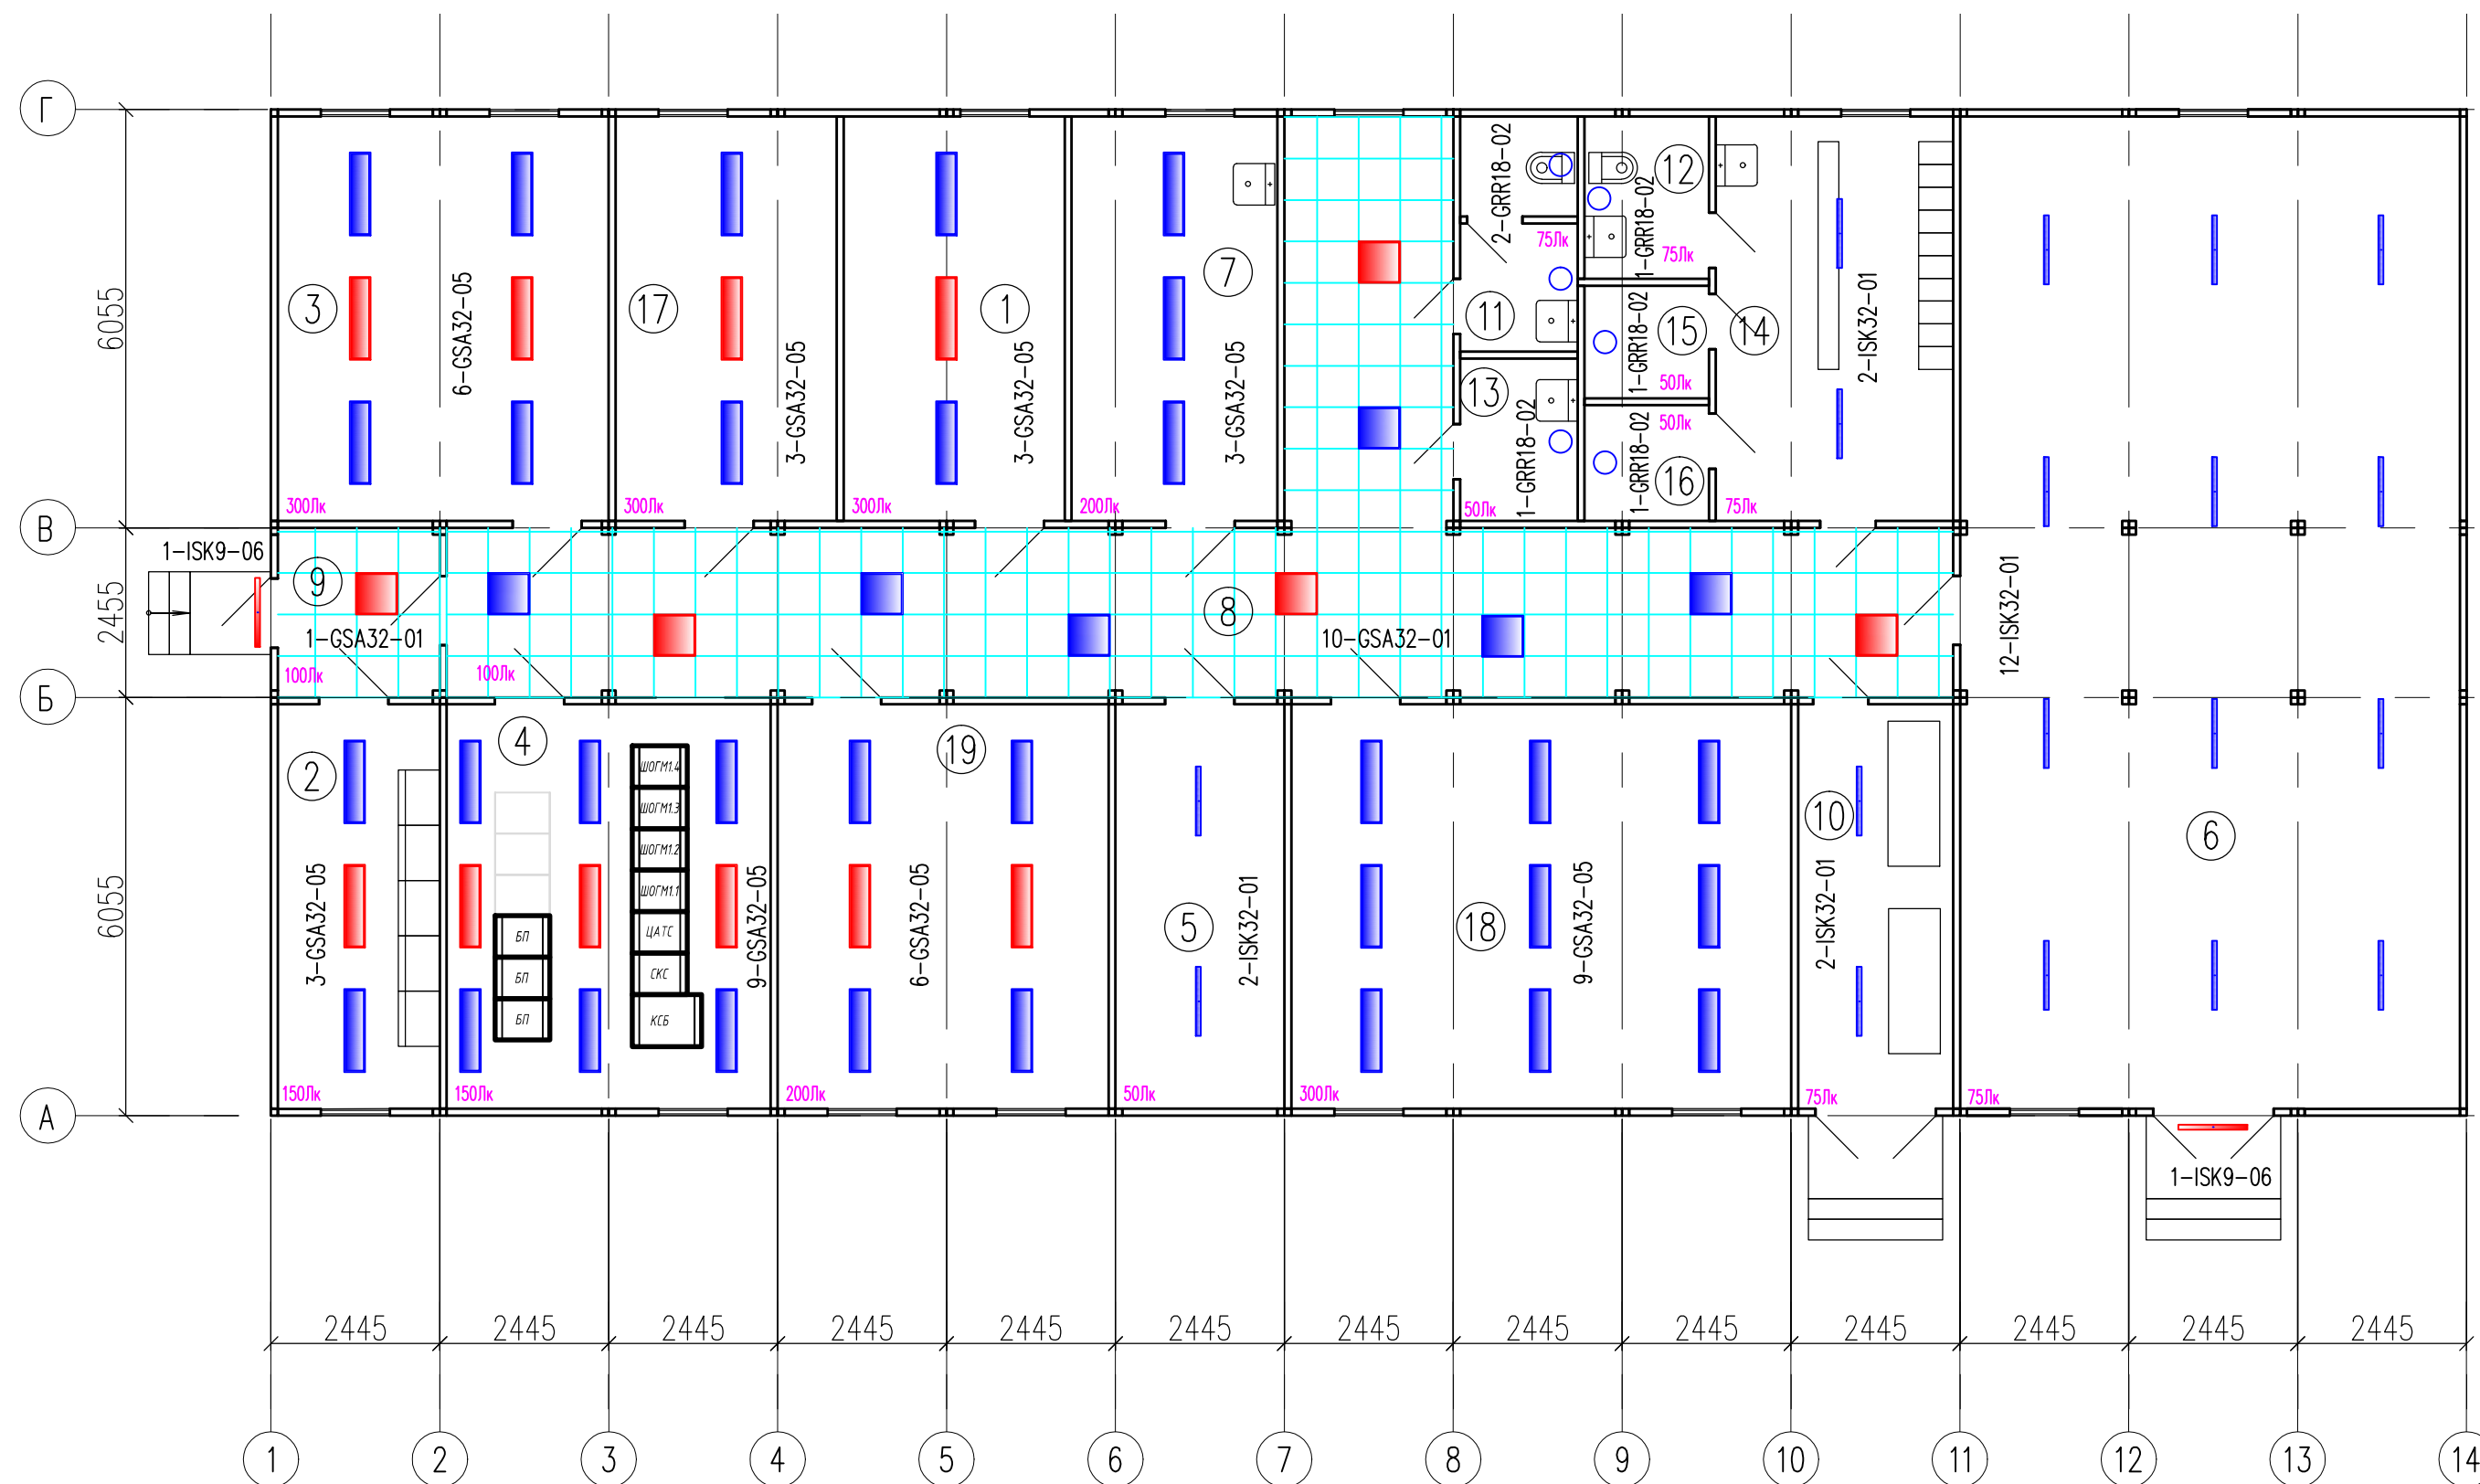 Г
2-GRR18-02
12
3
6-GSA32-05
17
3-GSA32-05
1
3-GSA32-05
7
3-GSA32-05
1-GRR18-02
75Лк
75Лк
6055
11
1-GRR18-02
15
14
2-ISK32-01
50Лк
13
1-GRR18-02
1-GRR18-02
50Лк
16
300Лк
300Лк
300Лк
200Лк
50Лк
75Лк
В
1-ISK9-06
9
8
2455
1-GSA32-01
10-GSA32-01
12-ISK32-01
100Лк
100Лк
Б
4
19
2
ШОГМ1.4
ШОГМ1.3
ШОГМ1.2
ШОГМ1.1
ЦАТС
СКС
КСБ
БП
БП
БП
10
6
6055
3-GSA32-05
9-GSA32-05
6-GSA32-05
5
2-ISK32-01
18
9-GSA32-05
2-ISK32-01
150Лк
150Лк
200Лк
50Лк
300Лк
75Лк
75Лк
А
1-ISK9-06
2445
2445
2445
2445
2445
2445
2445
2445
2445
2445
2445
2445
2445
1
2
3
4
5
6
7
8
9
10
11
12
13
14